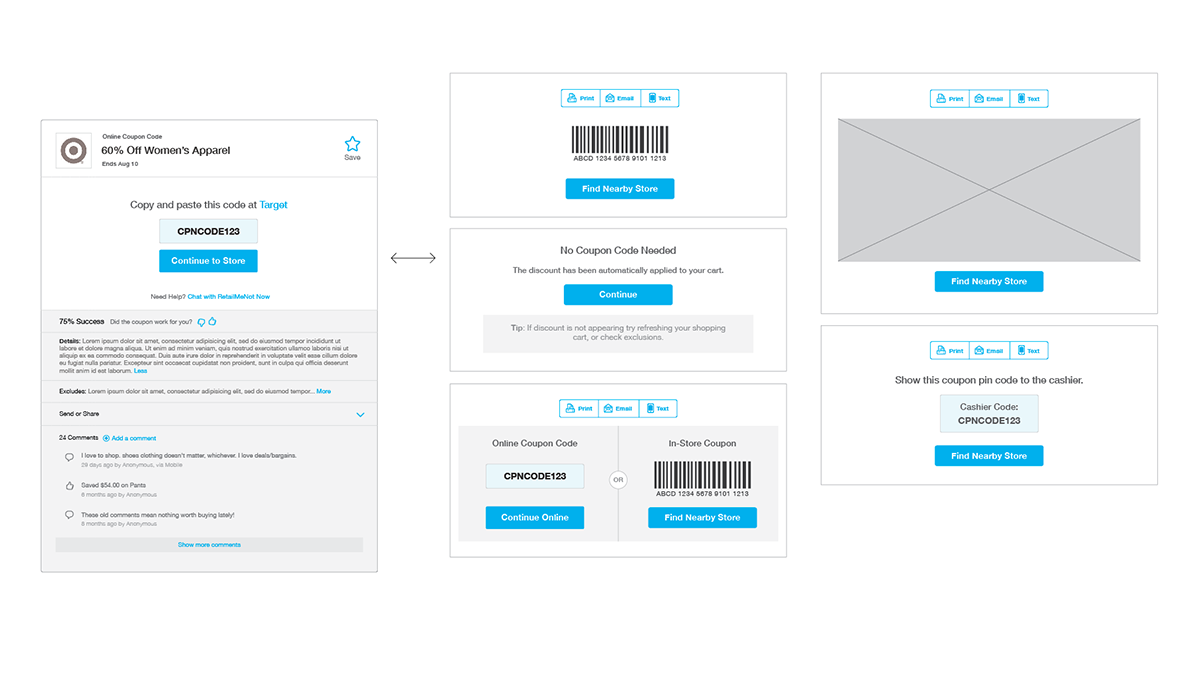 Online Coupon Code
60% Off Women's Apparel
Ends Aug 10
Save
Copy and paste this code at Target
CPNCODE123
Continue to Store
Need Help? Chat with RetailMeNot Now
75% Success Did the coupon work for you?
Details: Lorem ipsum dolor sit amet, consectetur adipisicing elit, sed do eiusmod tempor incididunt ut
labore et dolore magna aliqua. Ut enim ad minim veniam, quis nostrud exercitation ullamco laboris nisi ut
aliquip ex ea commodo consequat. Duis aute irure dolor in reprehenderit in voluptate velit esse cillum dolore
eu fugiat nulla pariatur. Excepteur sint occaecat cupidatat non proident, sunt in culpa qui officia deserunt
mollit anim id est laborum. Less
Excludes: Lorem ipsum dolor sit amet, consectetur adipisicing elit, sed do eiusmod tempor... More
Send or Share
24 Comments Add a comment
I love to shop. shoes clothing doesn't matter, whichever. I love deals/bargains.
29 days ago by Anonymous, via Mobile
Saved $54.00 on Pants
6 months ago by Anonymous
These old comments mean nothing worth buying lately!
6 months ago by Anonymous
Show more comments
Print Email Text
ABCD 1234 5678 9101 1213
Find Nearby Store
No Coupon Code Needed
The discount has been automatically applied to your cart.
Continue
Tip: If discount is not appearing try refreshing your shopping
cart, or check exclusions.
Print Email Text
Online Coupon Code
CPNCODE123
Continue Online
OR
In-Store Coupon
ABCD 1234 5678 9101 1213
Find Nearby Store
Print Email Text
Find Nearby Store
Print Email Text
Show this coupon pin code to the cashier.
Cashier Code:
CPNCODE123
Find Nearby Store